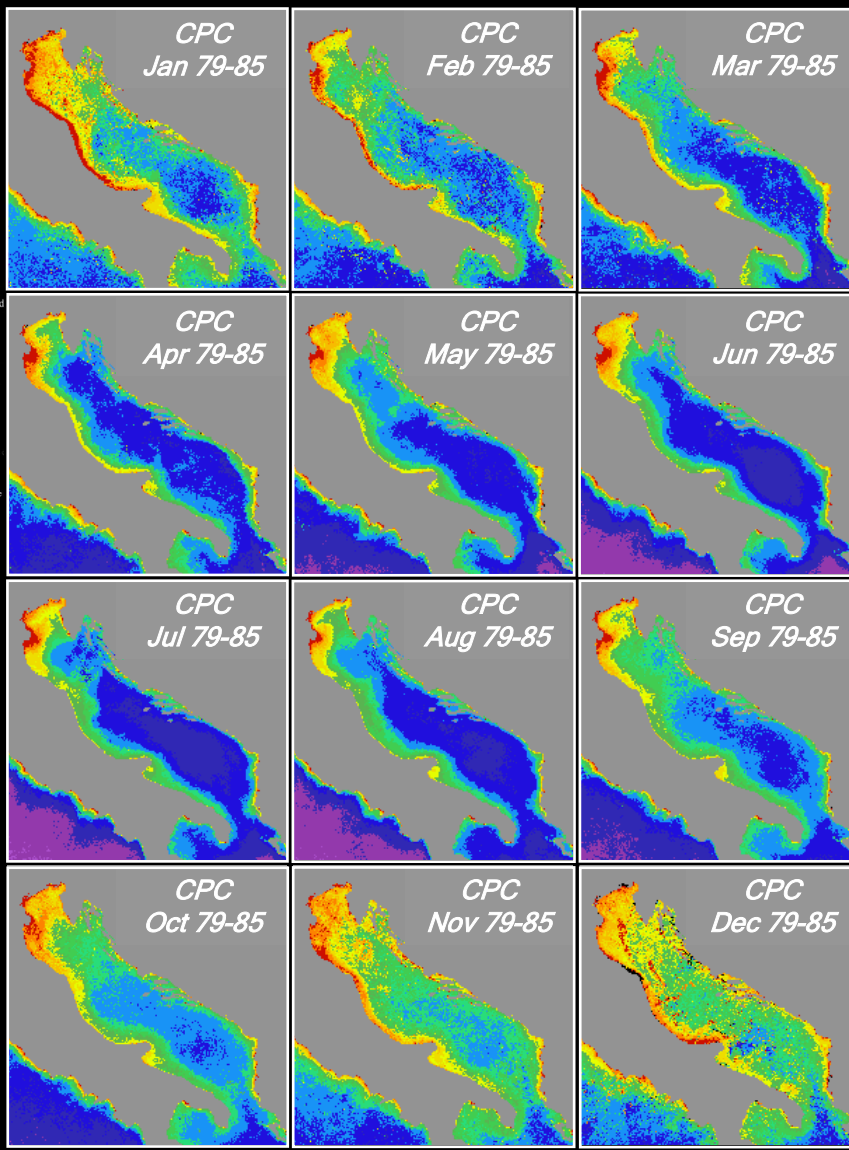 CPC
Jan 79-85
CPC
Feb 79-85
CPC
Mar 79-85
CPC
Apr 79-85
CPC
May 79-85
CPC
Jun 79-85
CPC
Jul 79-85
CPC
Aug 79-85
CPC
Sep 79-85
CPC
Oct 79-85
CPC
Nov 79-85
CPC
Dec 79-85